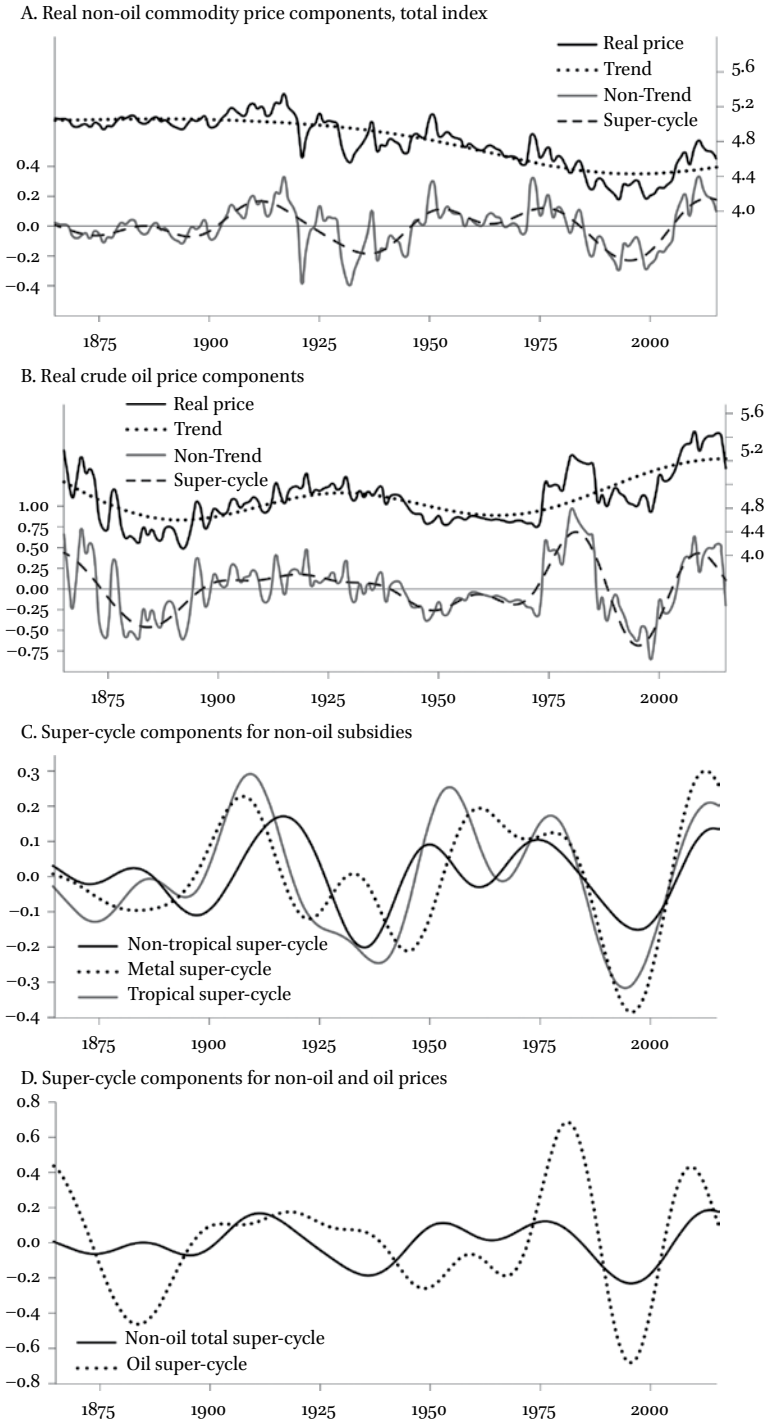 A. Real non-oil commodity price components, total index
Real price
Trend
Non-Trend
Super-cycle
5.6
5.2
4.8
4.4
4.0
0.4
0.2
0.0
−0.2
−0.4
1875 1900 1925 1950 1975 2000
B. Real crude oil price components
Real price
Trend
Non-Trend
Super-cycle
5.6
5.2
4.8
4.4
4.0
1.00
0.75
0.50
0.25
0.00
−0.25
−0.50
−0.75
1875 1900 1925 1950 1975 2000
C. Super-cycle components for non-oil subsidies
0.3
0.2
0.1
0.0
−0.1
−0.2
−0.3
−0.4
Non-tropical super-cycle
Metal super-cycle
Tropical super-cycle
1875 1900 1925 1950 1975 2000
D. Super-cycle components for non-oil and oil prices
0.8
0.6
0.4
0.2
0.0
−0.2
−0.4
−0.6
−0.8
Non-oil total super-cycle
Oil super-cycle
1875 1900 1925 1950 1975 2000